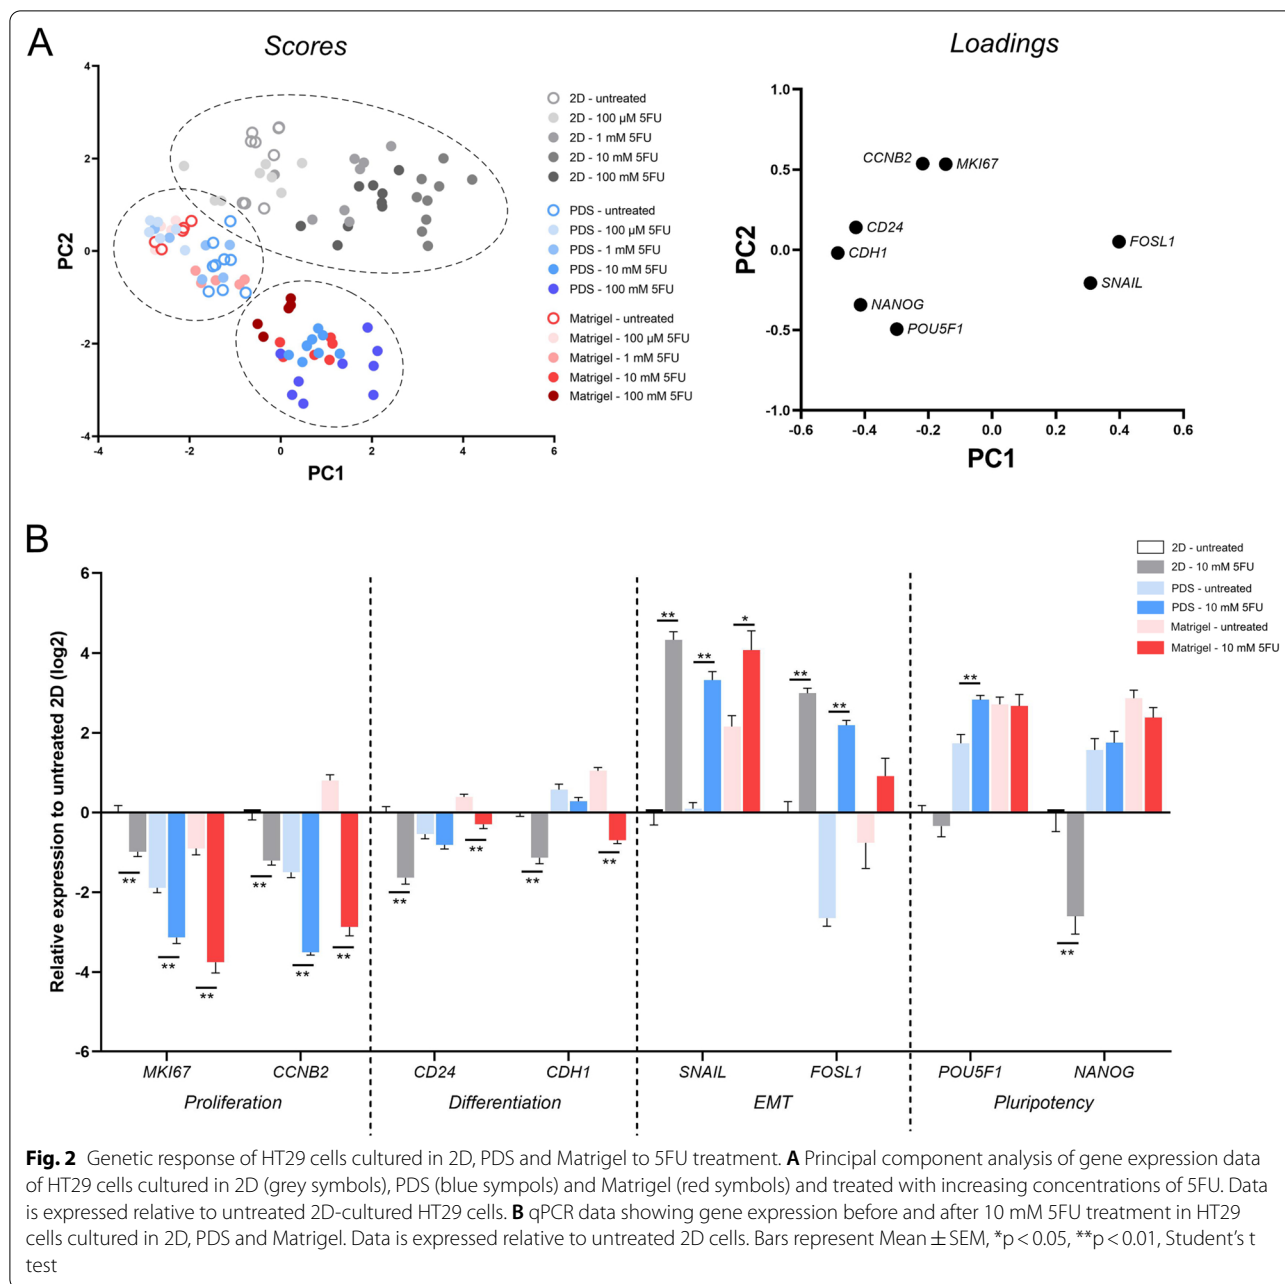 A
Scores
Loadings
4
2
0
-2
-4
PC2
-4
-2
0
2
4
6
PC1
2D - untreated
2D - 100 µM 5FU
2D - 1 mM 5FU
2D - 10 mM 5FU
2D - 100 mM 5FU
PDS - untreated
PDS - 100 µM 5FU
PDS - 1 mM 5FU
PDS - 10 mM 5FU
PDS - 100 mM 5FU
Matrigel - untreated
Matrigel - 100 µM 5FU
Matrigel - 1 mM 5FU
Matrigel - 10 mM 5FU
Matrigel - 100 mM 5FU
1.0
0.5
0.0
-0.5
-1.0
PC2
CCNB2
MKI67
CD24
CDH1
FOSL1
SNAIL
NANOG
POU5F1
-0.6
-0.4
-0.2
0.0
0.2
0.4
0.6
PC1
B
2D - untreated
2D - 10 mM 5FU
PDS - untreated
PDS - 10 mM 5FU
Matrigel - untreated
Matrigel - 10 mM 5FU
Relative expression to untreated 2D (log2)
6
4
2
0
-2
-4
-6
**
**
**
**
**
**
**
**
**
**
**
**
*
**
**
**
**
MKI67
CCNB2
CD24
CDH1
SNAIL
FOSL1
POU5F1
NANOG
Proliferation
Differentiation
EMT
Pluripotency
Fig. 2 Genetic response of HT29 cells cultured in 2D, PDS and Matrigel to 5FU treatment. A Principal component analysis of gene expression data
of HT29 cells cultured in 2D (grey symbols), PDS (blue sympols) and Matrigel (red symbols) and treated with increasing concentrations of 5FU. Data
is expressed relative to untreated 2D-cultured HT29 cells. B qPCR data showing gene expression before and after 10 mM 5FU treatment in HT29
cells cultured in 2D, PDS and Matrigel. Data is expressed relative to untreated 2D cells. Bars represent Mean ± SEM, *p < 0.05, **p < 0.01, Student's t
test